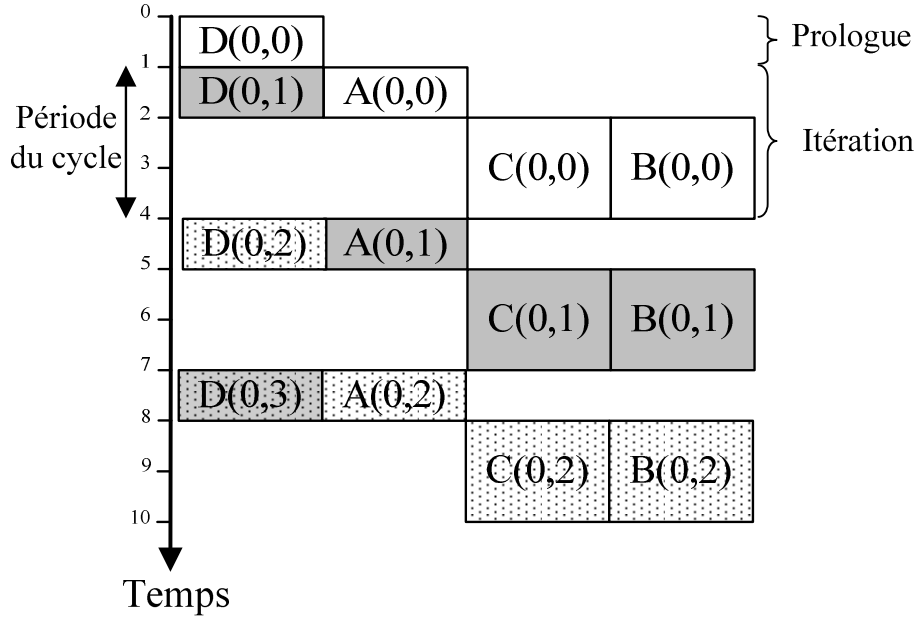 0
D(0,0)
Prologue
1
D(0,1) A(0,0)
2
Période
du cycle
C(0,0) B(0,0)
Itération
3
4
D(0,2) A(0,1)
5
C(0,1) B(0,1)
6
7
D(0,3) A(0,2)
8
C(0,2) B(0,2)
9
10
Temps